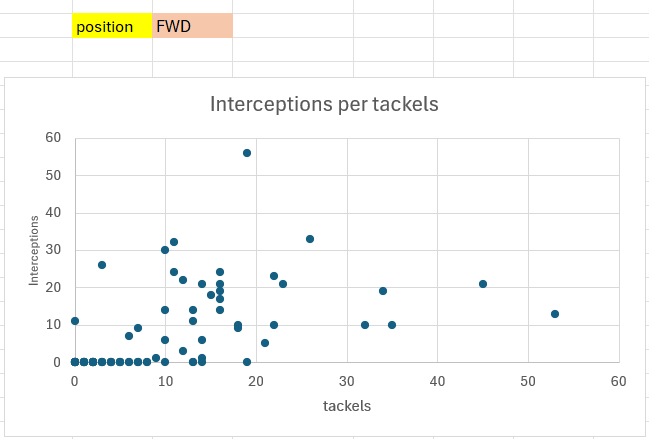 position FWD
Interceptions per tackels
60
50
40
30
20
10
0
Interceptions
0 10 20 30 40 50 60
tackels